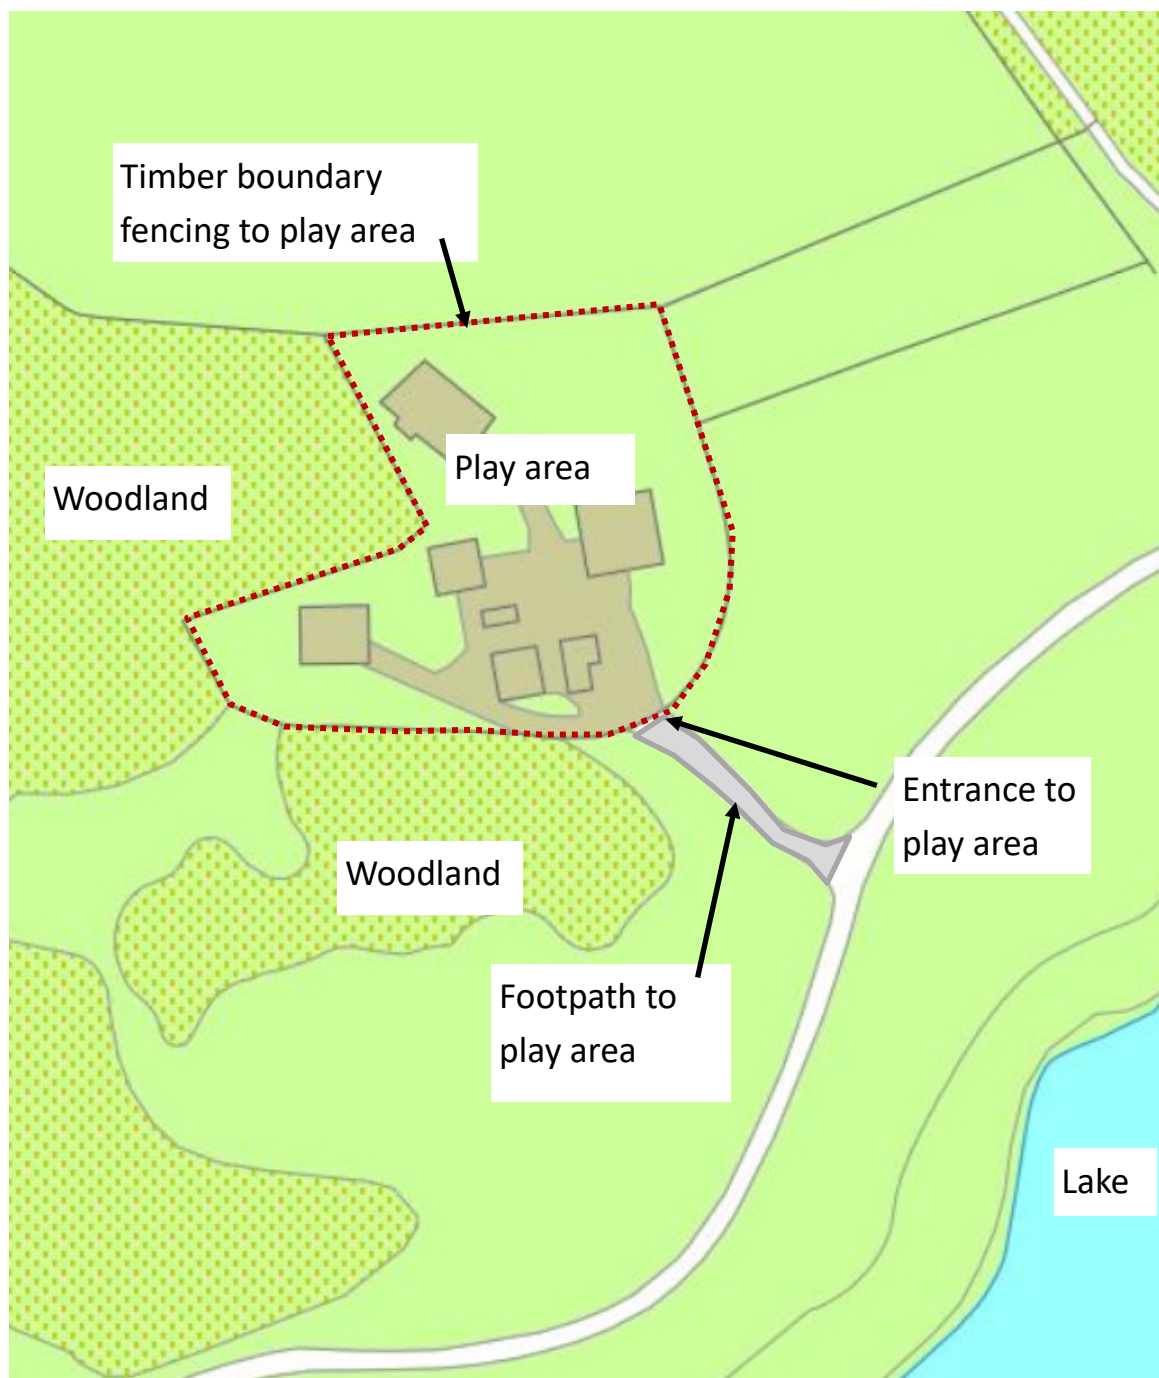 Timber boundary
fencing to play area
Play area
Woodland
Entrance to
play area
Woodland
Footpath to
play area
Lake